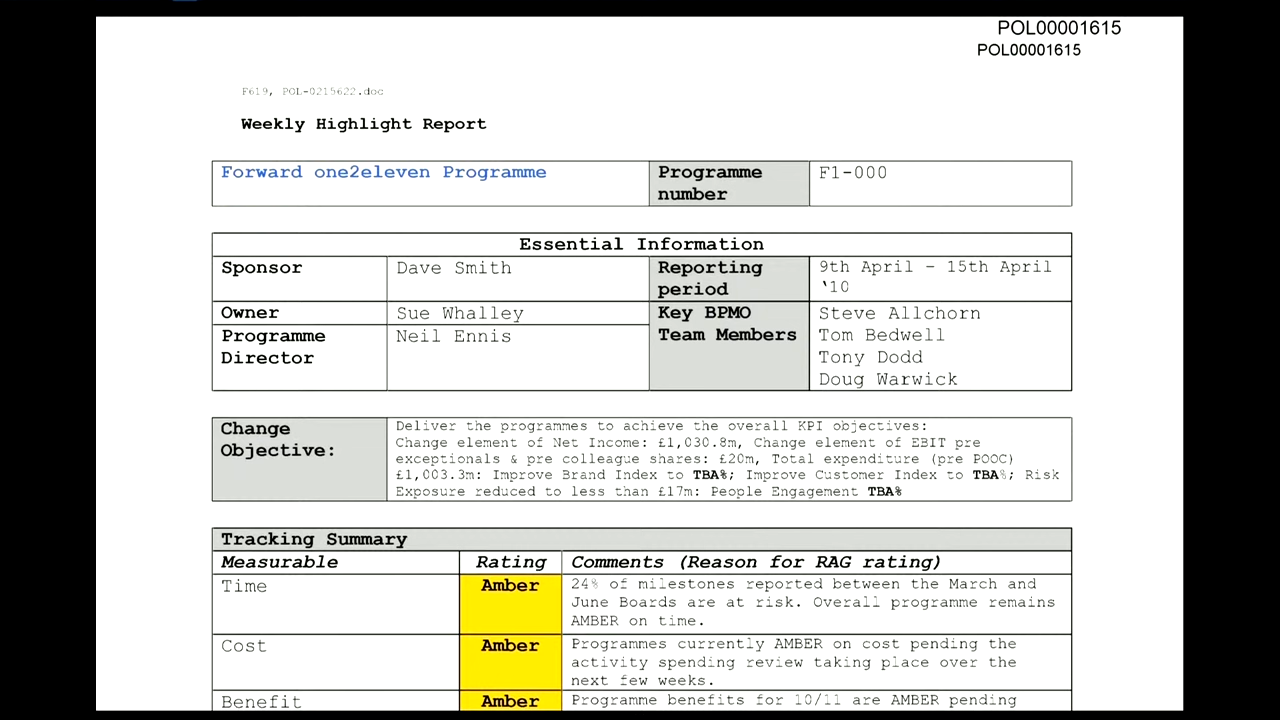 POL00001615
POL00001615
F619, POL-0215622.doc
Weekly Highlight Report
Forward one2eleven Programme
Programme number
F1-000
Essential Information
Sponsor
Dave Smith
Reporting period
9th April – 15th April
‘10
Owner
Sue Whalley
Key BPMO
Team Members
Steve Allchorn
Tom Bedwell
Tony Dodd
Doug Warwick
Programme
Director
Neil Ennis
Change
Objective:
Deliver the programmes to achieve the overall KPI objectives:
Change element of Net Income: £1,030.8m, Change element of EBIT pre
exceptionals & pre colleague shares: £20m, Total expenditure (pre POOC)
£1,003.3m: Improve Brand Index to TBA%; Improve Customer Index to TBA%; Risk
Exposure reduced to less than £17m: People Engagement TBA%
Tracking Summary
Measurable Rating Comments (Reason for RAG rating)
Time
Amber
24% of milestones reported between the March and
June Boards are at risk. Overall programme remains
AMBER on time.
Cost
Amber
Programmes currently AMBER on cost pending the
activity spending review taking place over the
next few weeks.
Benefit
Amber
Programme benefits for 10/11 are AMBER pending